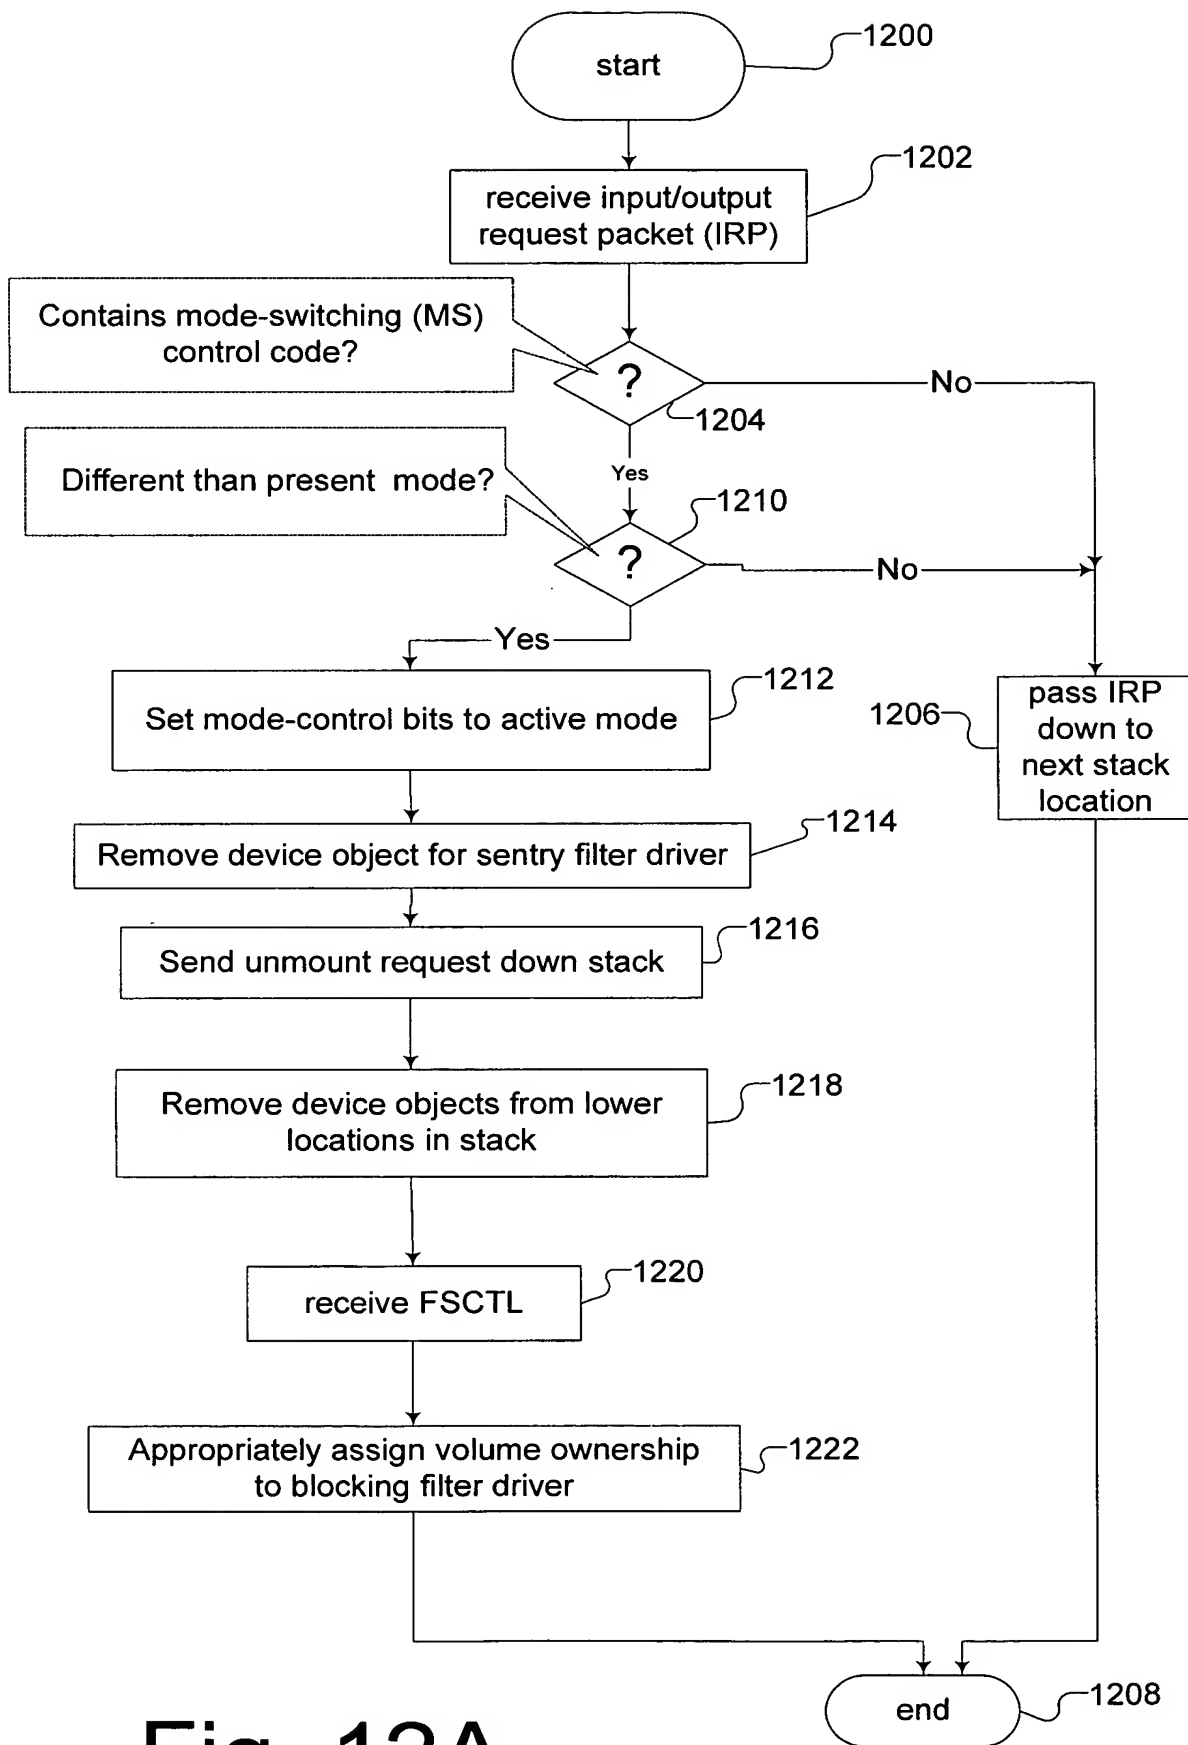 start
1200
receive input/output
request packet (IRP)
1202
Contains mode-switching (MS)
control code?
?
1204
No
Yes
Different than present mode?
?
1210
No
Yes
Set mode-control bits to active mode
1212
pass IRP
down to
next stack
location
1206
Remove device object for sentry filter driver
1214
Send unmount request down stack
1216
Remove device objects from lower
locations in stack
1218
receive FSCTL
1220
Appropriately assign volume ownership
to blocking filter driver
1222
end
1208
Fig. 12A